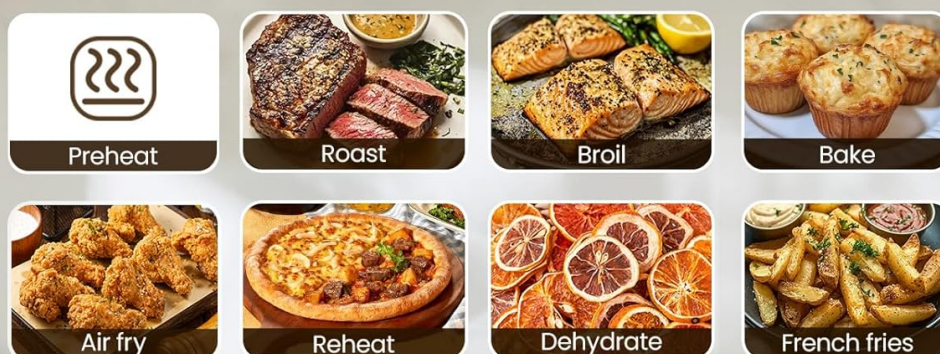 Preheat
Roast
Broil
Bake
Air fry
Reheat
Dehydrate
French fries